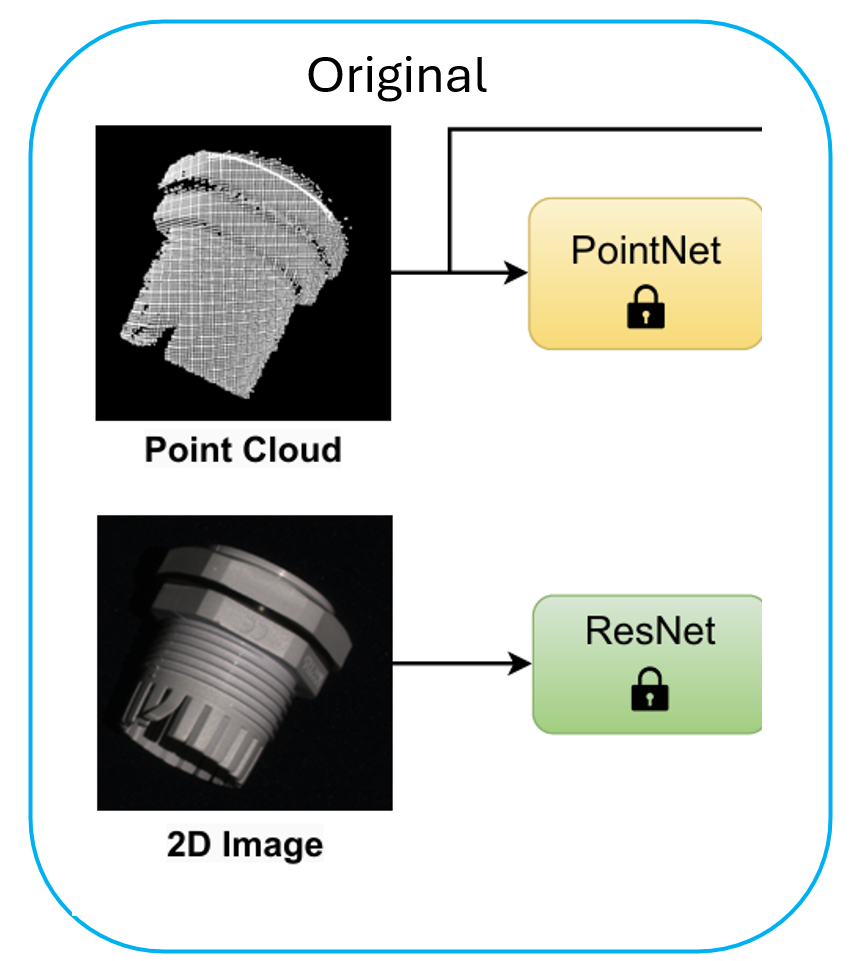 Original
PointNet
Point Cloud
ResNet
2D Image